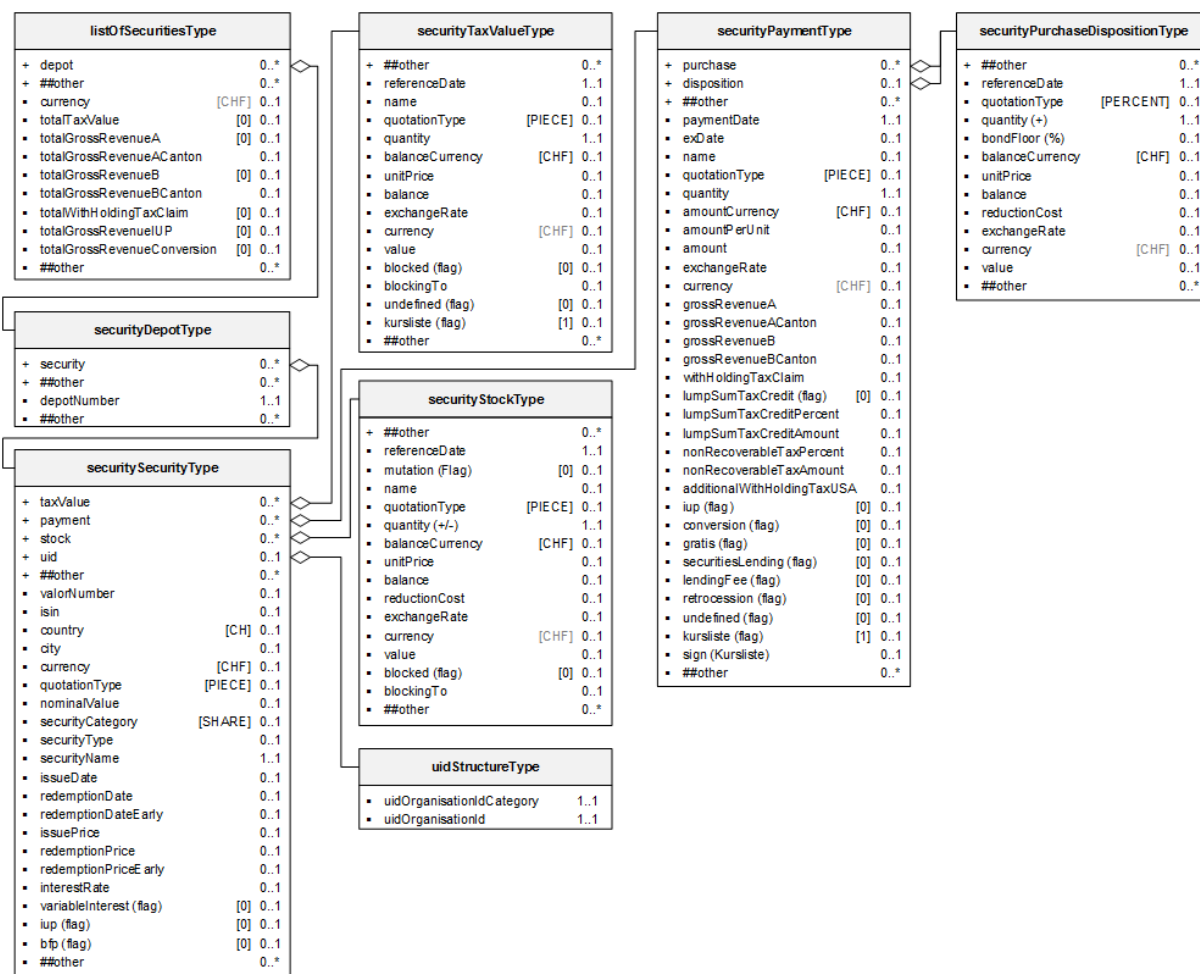 listOfSecuritiesType
+ depot 0..*
+ ##other 0..*
▪ currency [CHF] 0..1
▪ totalTaxValue [0] 0..1
▪ totalGrossRevenueA [0] 0..1
▪ totalGrossRevenueACanton 0..1
▪ totalGrossRevenueB [0] 0..1
▪ totalGrossRevenueBCanton 0..1
▪ totalWithHoldingTaxClaim [0] 0..1
▪ totalGrossRevenueIUP [0] 0..1
▪ totalGrossRevenueConversion [0] 0..1
▪ ##other 0..*
securityDepotType
+ security 0..*
+ ##other 0..*
▪ depotNumber 1..1
▪ ##other 0..*
securitySecurityType
+ taxValue 0..*
+ payment 0..*
+ stock 0..*
+ uid 0..1
+ ##other 0..*
▪ valorNumber 0..1
▪ isin 0..1
▪ country [CH] 0..1
▪ city 0..1
▪ currency [CHF] 0..1
▪ quotationType [PIECE] 0..1
▪ nominalValue 0..1
▪ securityCategory [SHARE] 0..1
▪ securityType 0..1
▪ securityName 1..1
▪ issueDate 0..1
▪ redemptionDate 0..1
▪ redemptionDateEarly 0..1
▪ issuePrice 0..1
▪ redemptionPrice 0..1
▪ redemptionPriceEarly 0..1
▪ interestRate 0..1
▪ variableInterest (flag) [0] 0..1
▪ iup (flag) [0] 0..1
▪ bfp (flag) [0] 0..1
▪ ##other 0..*
securityTaxValueType
+ ##other 0..*
▪ referenceDate 1..1
▪ name 0..1
▪ quotationType [PIECE] 0..1
▪ quantity 1..1
▪ balanceCurrency [CHF] 0..1
▪ unitPrice 0..1
▪ balance 0..1
▪ exchangeRate 0..1
▪ currency [CHF] 0..1
▪ value 0..1
▪ blocked (flag) [0] 0..1
▪ blockingTo 0..1
▪ undefined (flag) [0] 0..1
▪ kursliste (flag) [1] 0..1
▪ ##other 0..*
securityStockType
+ ##other 0..*
▪ referenceDate 1..1
▪ mutation (Flag) [0] 0..1
▪ name 0..1
▪ quotationType [PIECE] 0..1
▪ quantity (+/-) 1..1
▪ balanceCurrency [CHF] 0..1
▪ unitPrice 0..1
▪ balance 0..1
▪ reductionCost 0..1
▪ exchangeRate 0..1
▪ currency [CHF] 0..1
▪ value 0..1
▪ blocked (flag) [0] 0..1
▪ blockingTo 0..1
▪ ##other 0..*
uidStructureType
▪ uidOrganisationIdCategory 1..1
▪ uidOrganisationId 1..1
securityPaymentType
+ purchase 0..*
+ disposition 0..1
+ ##other 0..*
▪ paymentDate 1..1
▪ exDate 0..1
▪ name 0..1
▪ quotationType [PIECE] 0..1
▪ quantity 1..1
▪ amountCurrency [CHF] 0..1
▪ amountPerUnit 0..1
▪ amount 0..1
▪ exchangeRate 0..1
▪ currency [CHF] 0..1
▪ grossRevenueA 0..1
▪ grossRevenueACanton 0..1
▪ grossRevenueB 0..1
▪ grossRevenueBCanton 0..1
▪ withHoldingTaxClaim 0..1
▪ lumpSumTaxCredit (flag) [0] 0..1
▪ lumpSumTaxCreditPercent 0..1
▪ lumpSumTaxCreditAmount 0..1
▪ nonRecoverableTaxPercent 0..1
▪ nonRecoverableTaxAmount 0..1
▪ additionalWithHoldingTaxUSA 0..1
▪ iup (flag) [0] 0..1
▪ conversion (flag) [0] 0..1
▪ gratis (flag) [0] 0..1
▪ securitiesLending (flag) [0] 0..1
▪ lendingFee (flag) [0] 0..1
▪ retrocession (flag) [0] 0..1
▪ undefined (flag) [0] 0..1
▪ kursliste (flag) [1] 0..1
▪ sign (Kursliste) 0..1
▪ ##other 0..*
securityPurchaseDispositionType
+ ##other 0..*
▪ referenceDate 1..1
▪ quotationType [PERCENT] 0..1
▪ quantity (+) 1..1
▪ bondFloor (%) 0..1
▪ balanceCurrency [CHF] 0..1
▪ unitPrice 0..1
▪ balance 0..1
▪ reductionCost 0..1
▪ exchangeRate 0..1
▪ currency [CHF] 0..1
▪ value 0..1
▪ ##other 0..*